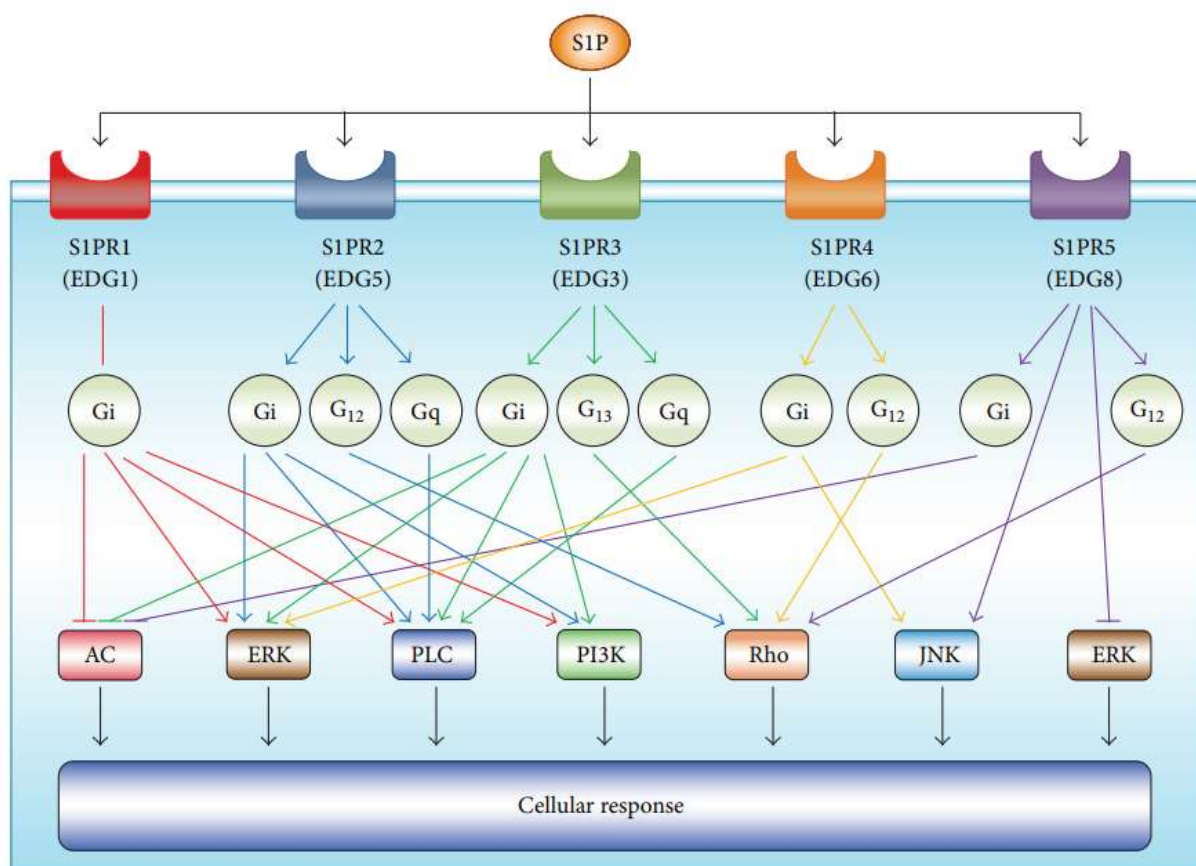 S1P
S1PR1
(EDG1)
S1PR2
(EDG5)
S1PR3
(EDG3)
S1PR4
(EDG6)
S1PR5
(EDG8)
Gi
Gi
G₁₂
Gq
Gi
G₁₃
Gq
Gi
G₁₂
Gi
G₁₂
AC
ERK
PLC
PI3K
Rho
JNK
ERK
Cellular response